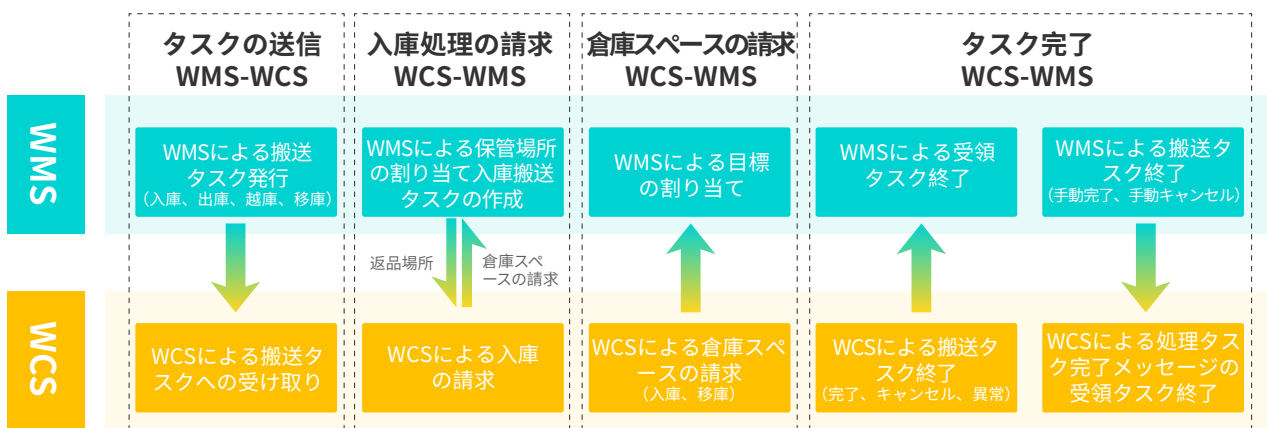 タスクの送信
WMS-WCS
入庫処理の請求
WCS-WMS
倉庫スペースの請求
WCS-WMS
タスク完了
WCS-WMS
WMS
WMSによる搬送
タスク発行
(入庫、出庫、越庫、移庫)
WMSによる保管場所
の割り当て入庫搬送
タスクの作成
WMSによる目標
の割り当て
WMSによる受領
タスク終了
WMSによる搬送タ
スク終了
(手動完了、手動キャンセル)
返品場所
倉庫スペ
ースの請求
WCS
WCSによる搬送タ
スクへの受け取り
WCSによる入庫
の請求
WCSによる倉庫スペ
ースの請求
(入庫、移庫)
WCSによる搬送タ
スク終了
(完了、キャンセル、異常)
WCSによる処理タス
ク完了メッセージの
受領タスク終了